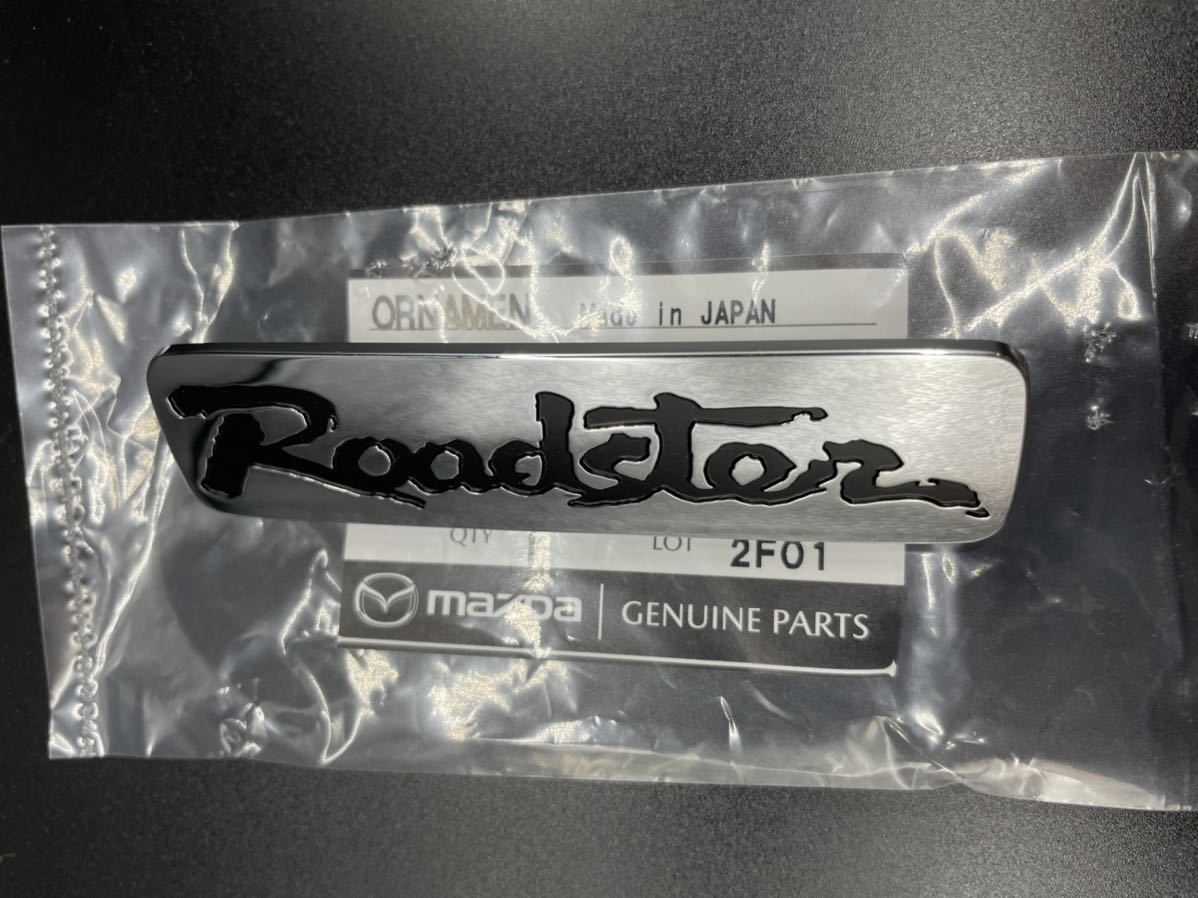 ORNAMEN Made in JAPAN
Roadster
QTY LOT 2F01
mazda GENUINE PARTS